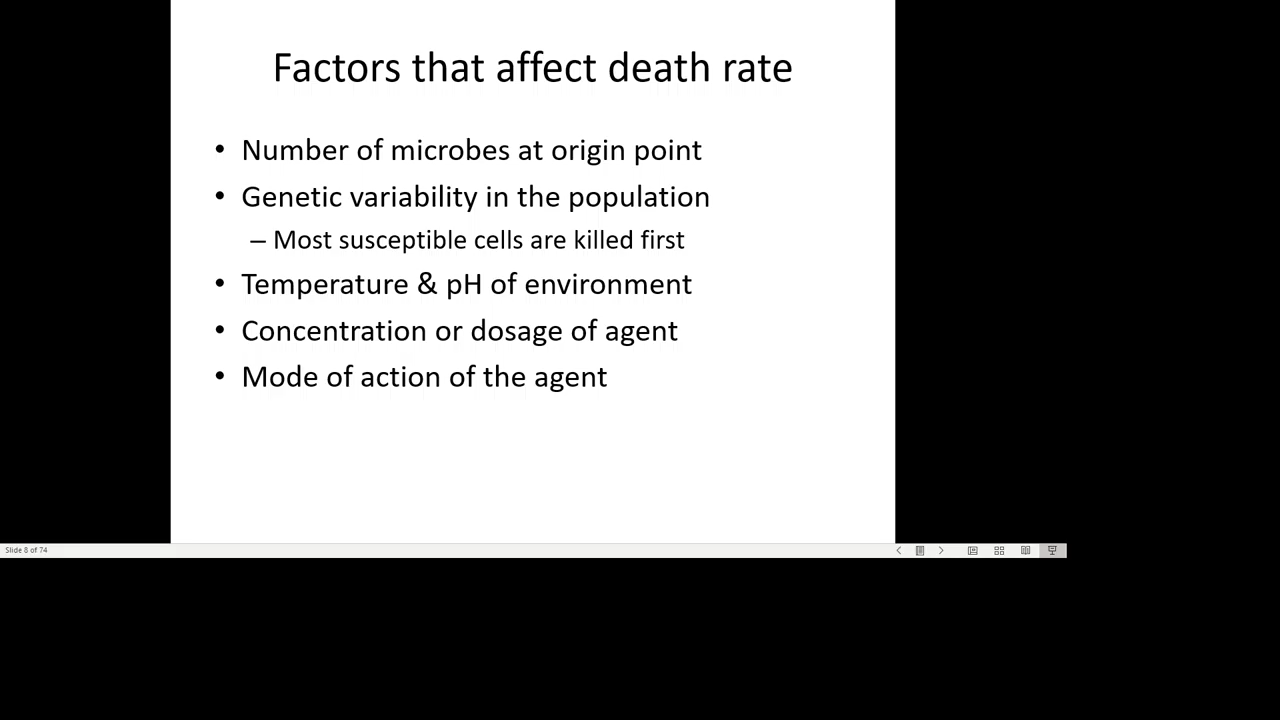 Factors that affect death rate
• Number of microbes at origin point
• Genetic variability in the population
– Most susceptible cells are killed first
• Temperature & pH of environment
• Concentration or dosage of agent
• Mode of action of the agent
Slide 8 of 74